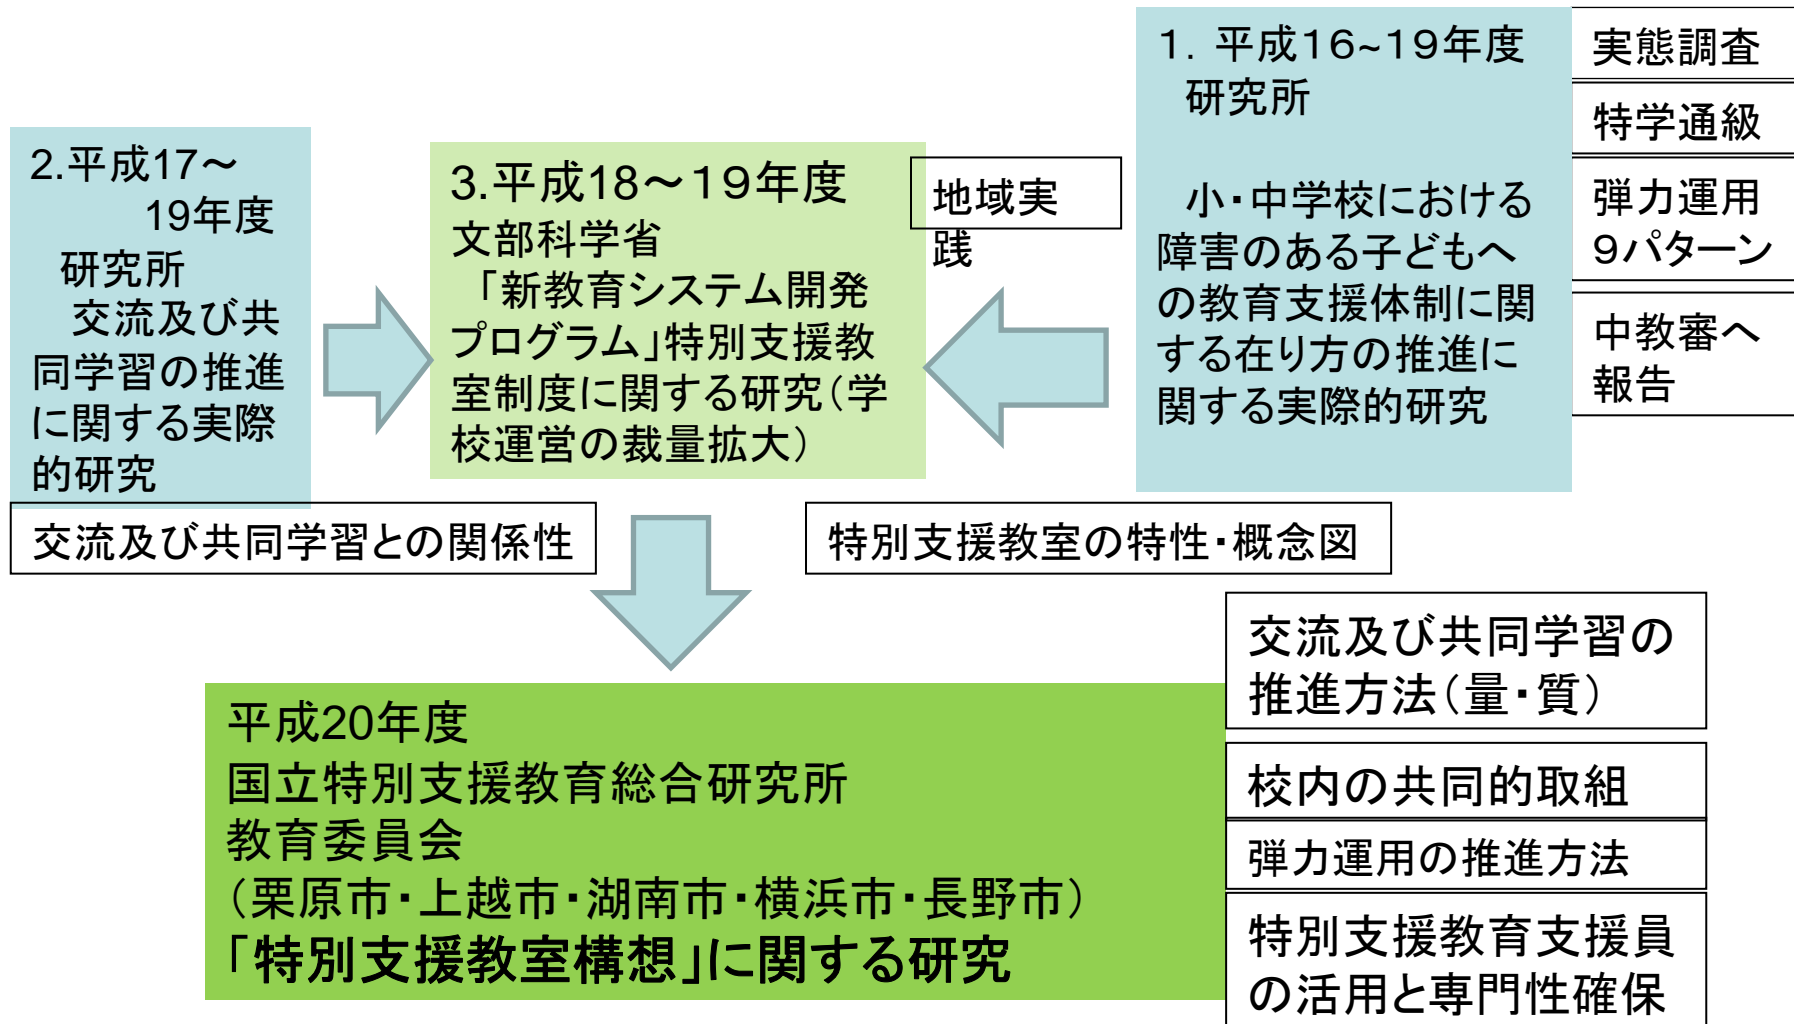 1. 平成16~19年度
研究所
小・中学校における
障害のある子どもへ
の教育支援体制に関
する在り方の推進に
関する実際的研究
実態調査
特学通級
弾力運用
9パターン
中教審へ
報告
2.平成17～
19年度
研究所
交流及び共
同学習の推進
に関する実際
的研究
3.平成18～19年度
文部科学省
「新教育システム開発
プログラム」特別支援教
室制度に関する研究（学
校運営の裁量拡大）
地域実
践
交流及び共同学習との関係性
特別支援教室の特性・概念図
平成20年度
国立特別支援教育総合研究所
教育委員会
（栗原市・上越市・湖南市・横浜市・長野市）
「特別支援教室構想」に関する研究
交流及び共同学習の
推進方法（量・質）
校内の共同的取組
弾力運用の推進方法
特別支援教育支援員
の活用と専門性確保